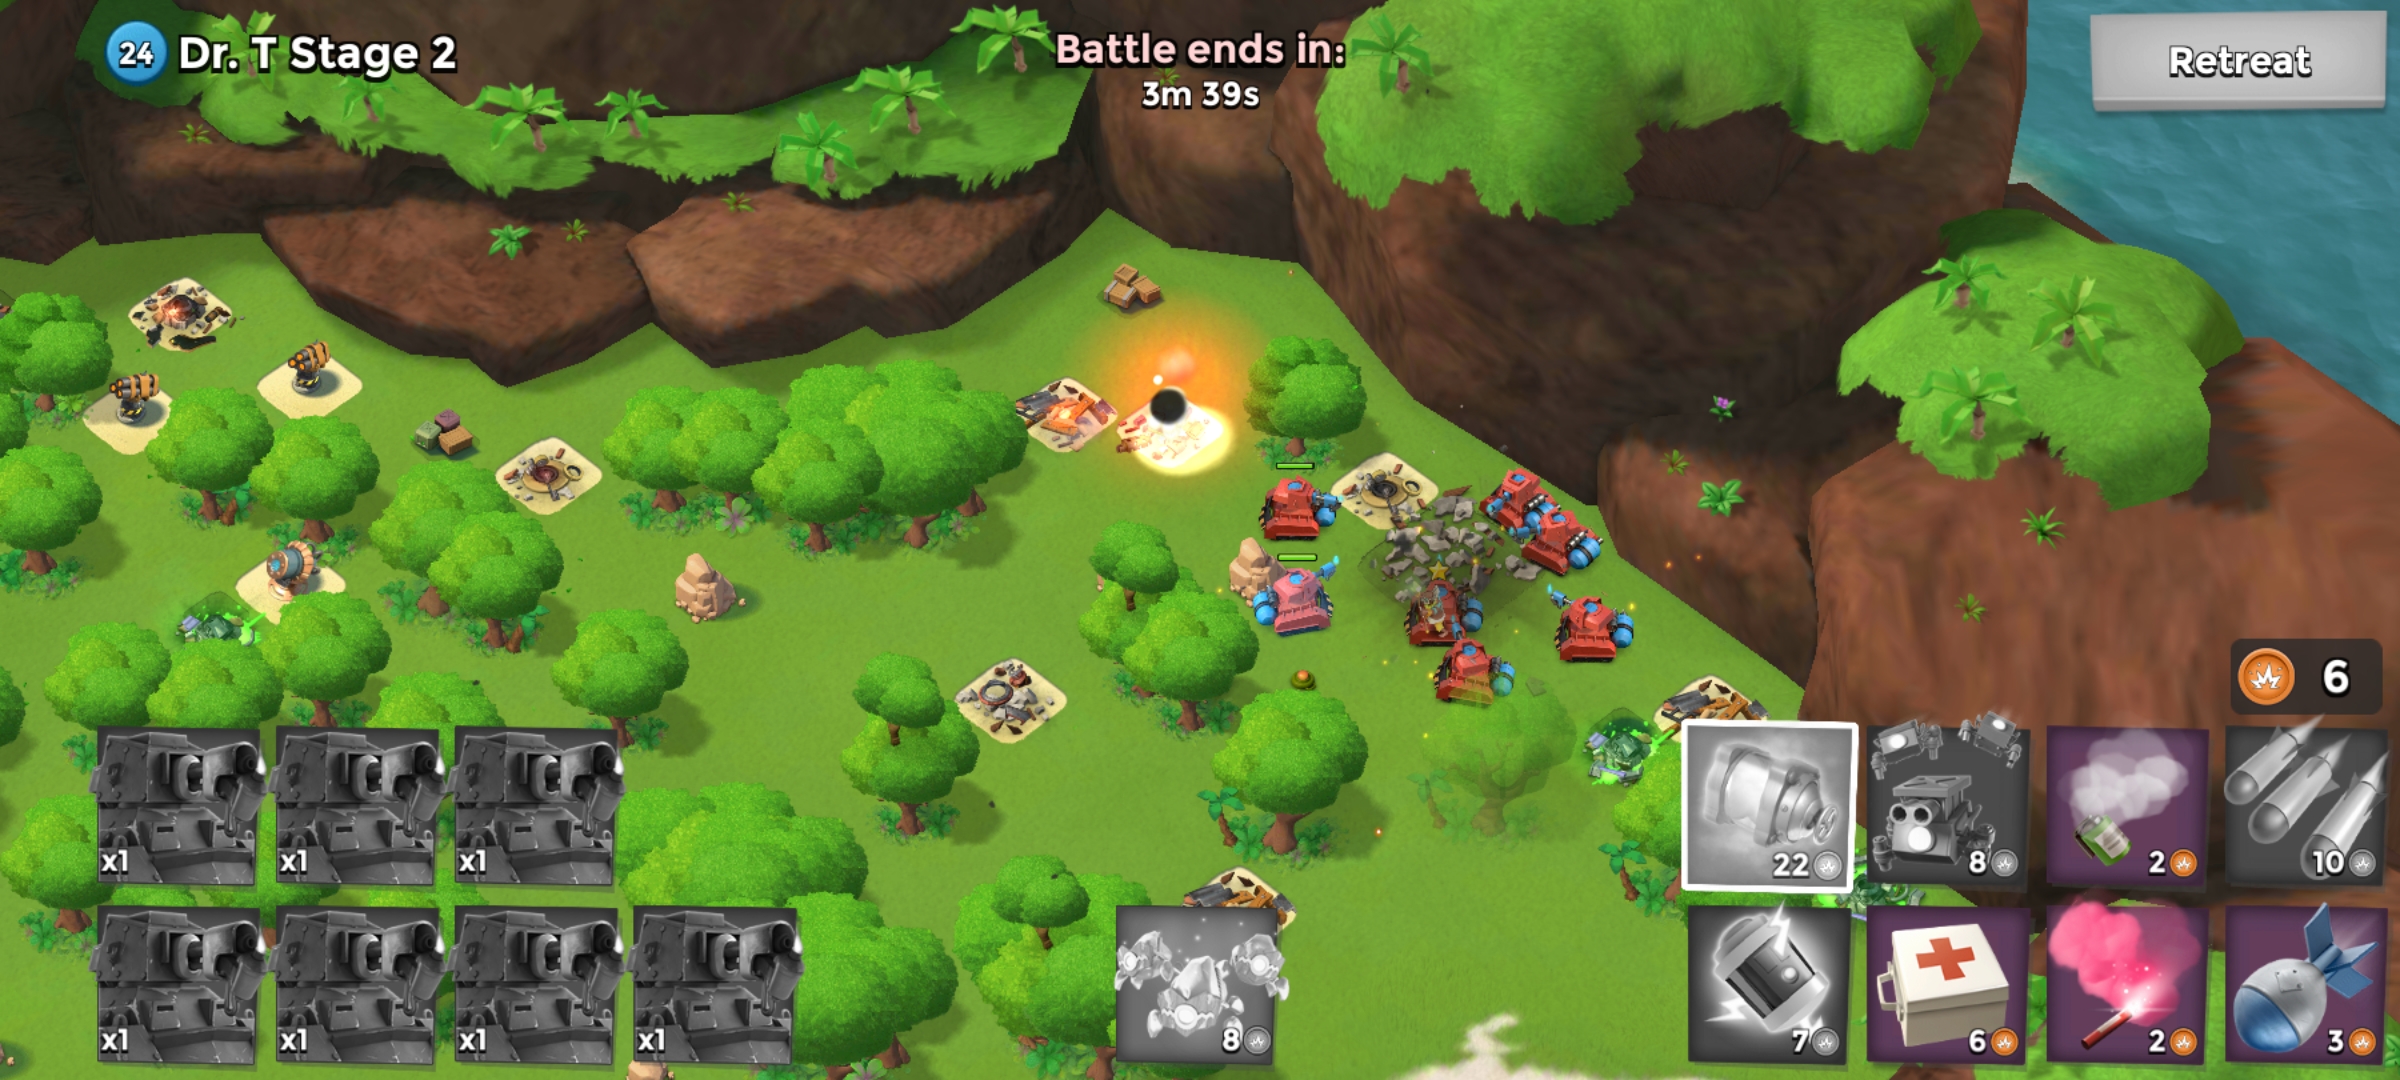 24 Dr. T Stage 2
Battle ends in:
3m 39s
Retreat
6
x1 x1 x1
22 8 2 10
x1 x1 x1 x1
8
7 6 2 3